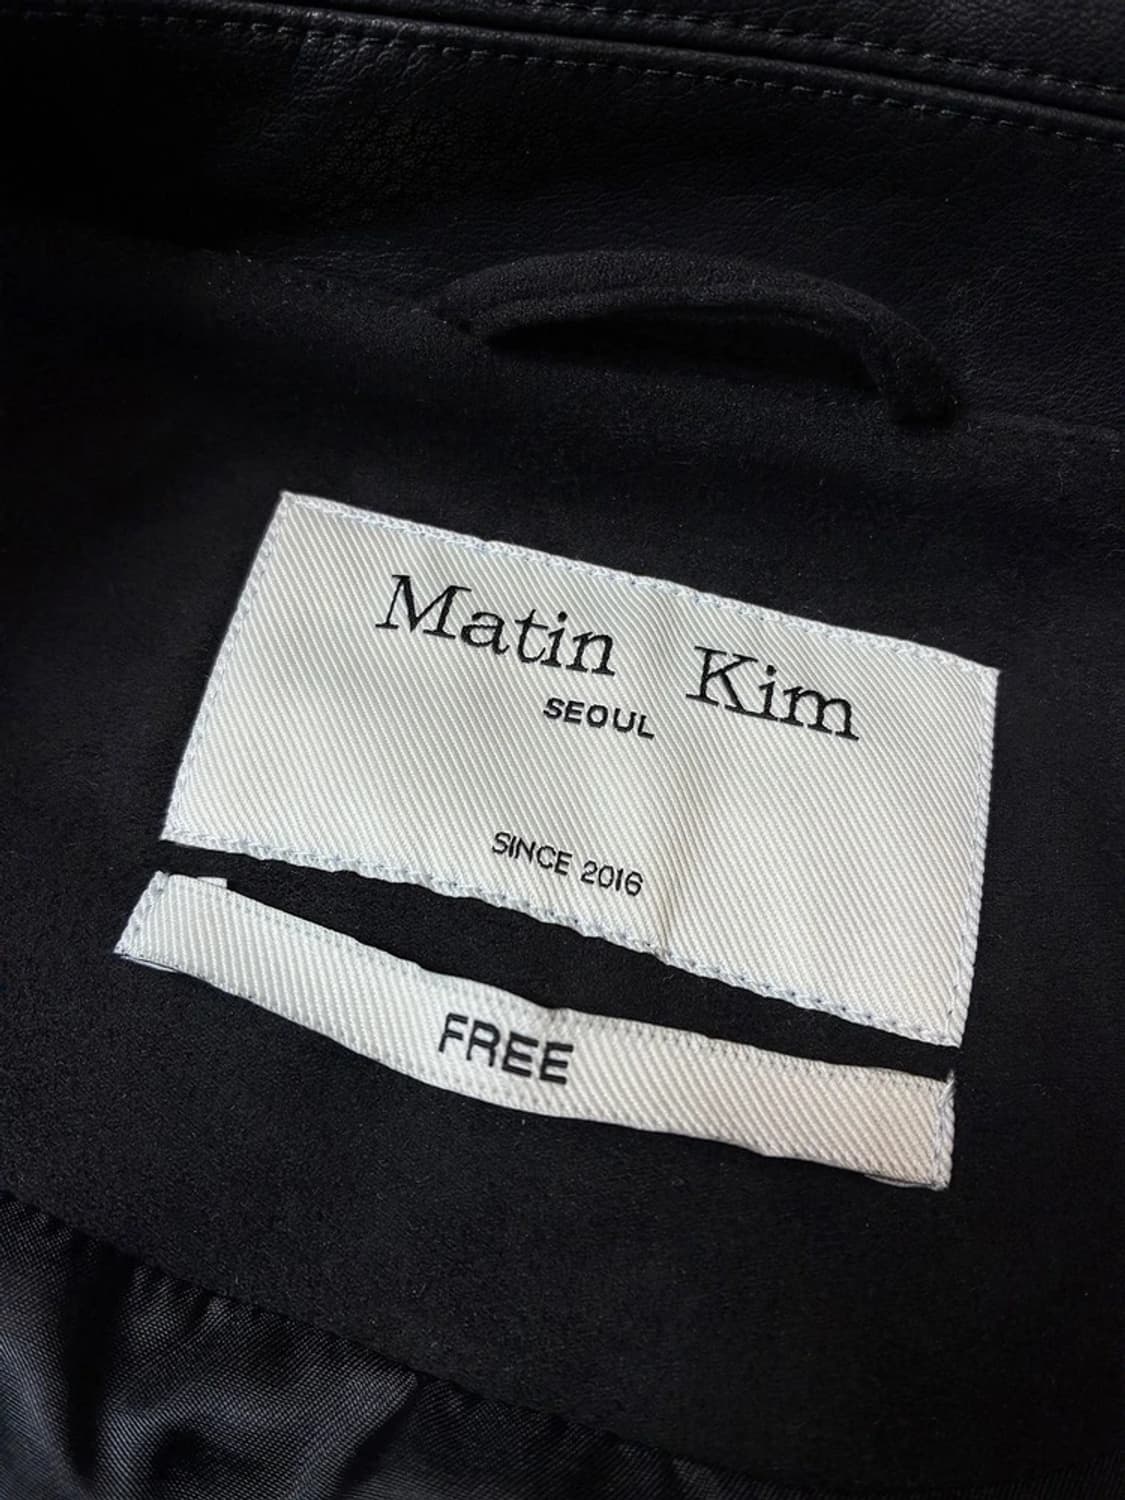 Matin Kim
SEOUL
SINCE 2016
FREE